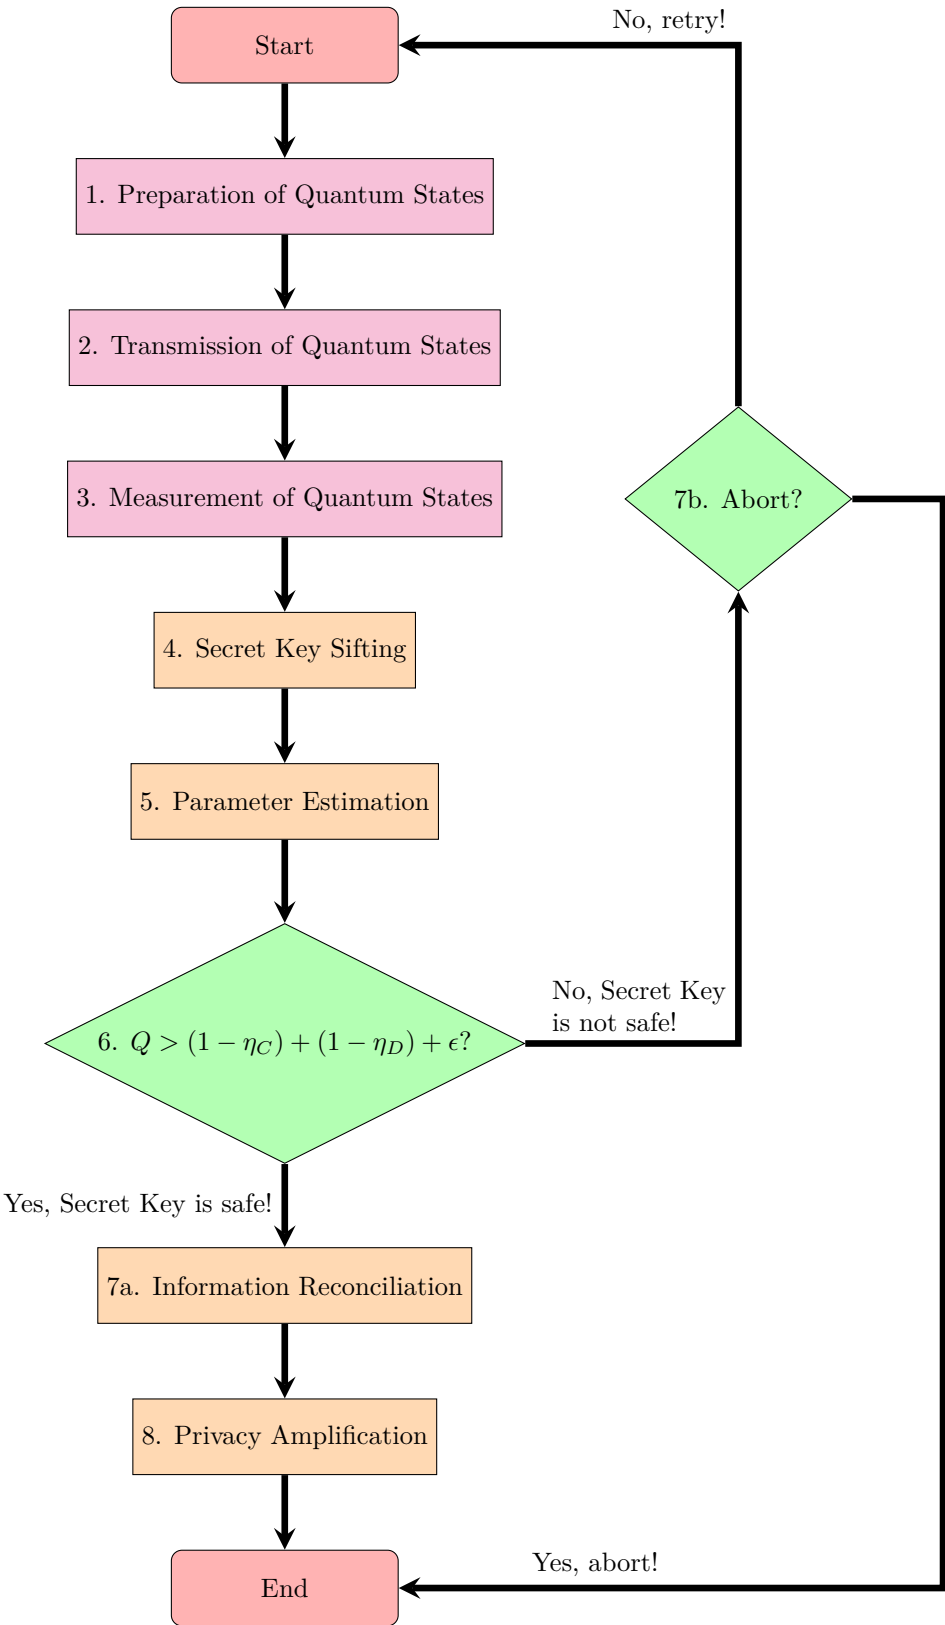 No, retry!
Start
1. Preparation of Quantum States
2. Transmission of Quantum States
3. Measurement of Quantum States
7b. Abort?
4. Secret Key Sifting
5. Parameter Estimation
No, Secret Key
is not safe!
6. Q > (1 − η_C) + (1 − η_D) + ϵ?
Yes, Secret Key is safe!
7a. Information Reconciliation
8. Privacy Amplification
Yes, abort!
End